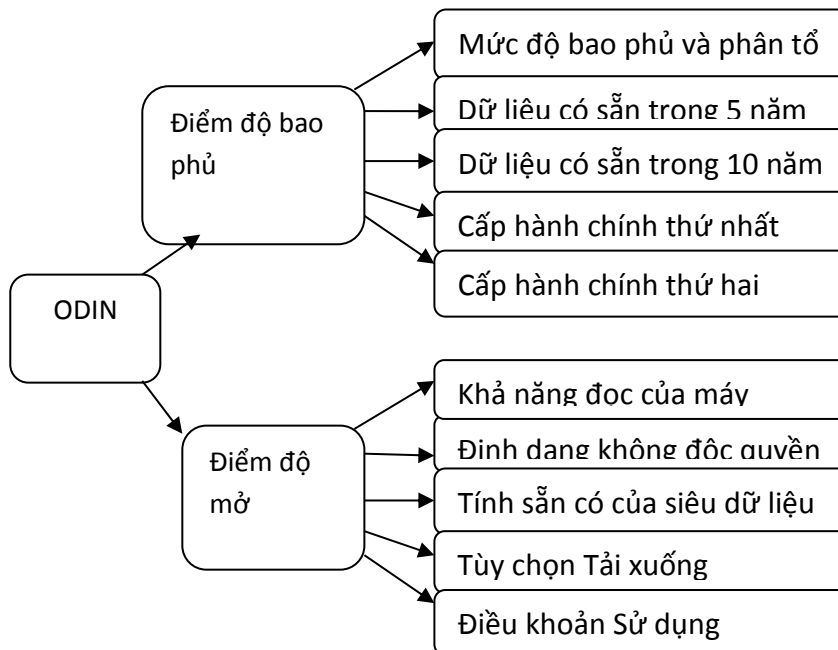 Mức độ bao phủ và phân tổ
Dữ liệu có sẵn trong 5 năm
Điểm độ bao
phủ
Dữ liệu có sẵn trong 10 năm
Cấp hành chính thứ nhất
Cấp hành chính thứ hai
ODIN
Khả năng đọc của máy
Định dạng không độc quyền
Điểm độ
mở
Tính sẵn có của siêu dữ liệu
Tùy chọn Tải xuống
Điều khoản Sử dụng